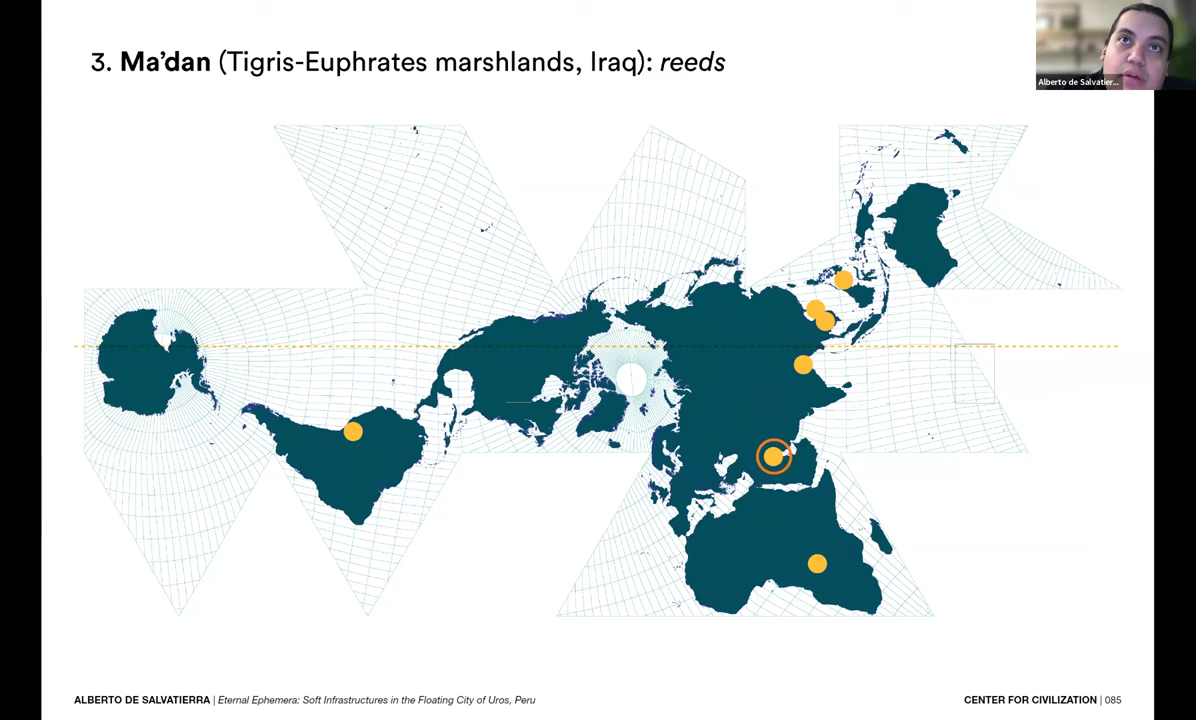 3. Ma'dan (Tigris-Euphrates marshlands, Iraq): reeds
Alberto de Salvatier...
ALBERTO DE SALVATIERRA | Eternal Ephemera: Soft Infrastructures in the Floating City of Uros, Peru
CENTER FOR CIVILIZATION | 085